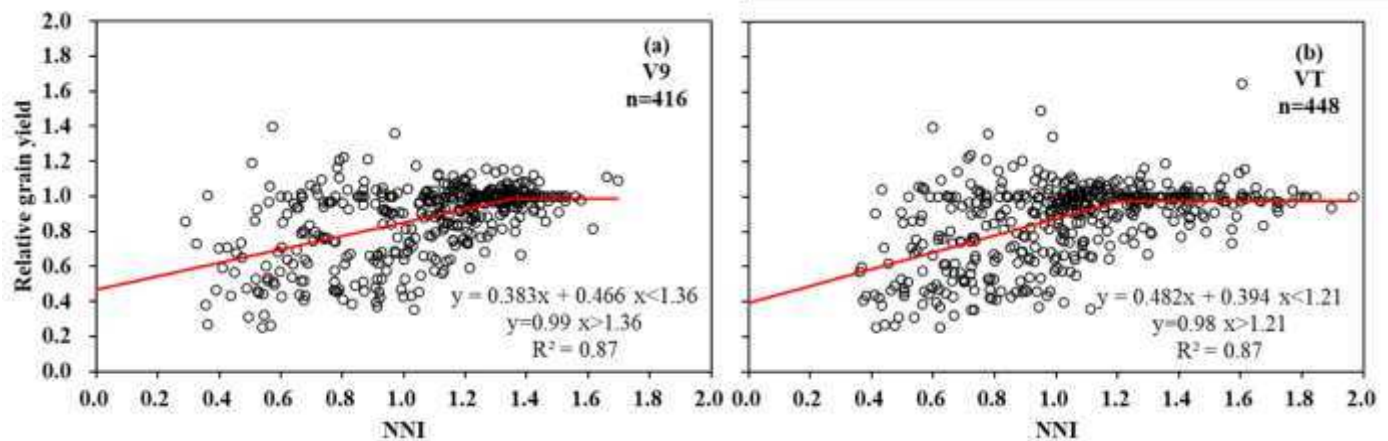 Relative grain yield
2.0
1.8
1.6
1.4
1.2
1.0
0.8
0.6
0.4
0.2
0.0
(a)
V9
n=416
y = 0.383x + 0.466 x<1.36
y=0.99 x>1.36
R² = 0.87
0.0 0.2 0.4 0.6 0.8 1.0 1.2 1.4 1.6 1.8 2.0
NNI
(b)
VT
n=448
y = 0.482x + 0.394 x<1.21
y=0.98 x>1.21
R² = 0.87
0.0 0.2 0.4 0.6 0.8 1.0 1.2 1.4 1.6 1.8 2.0
NNI